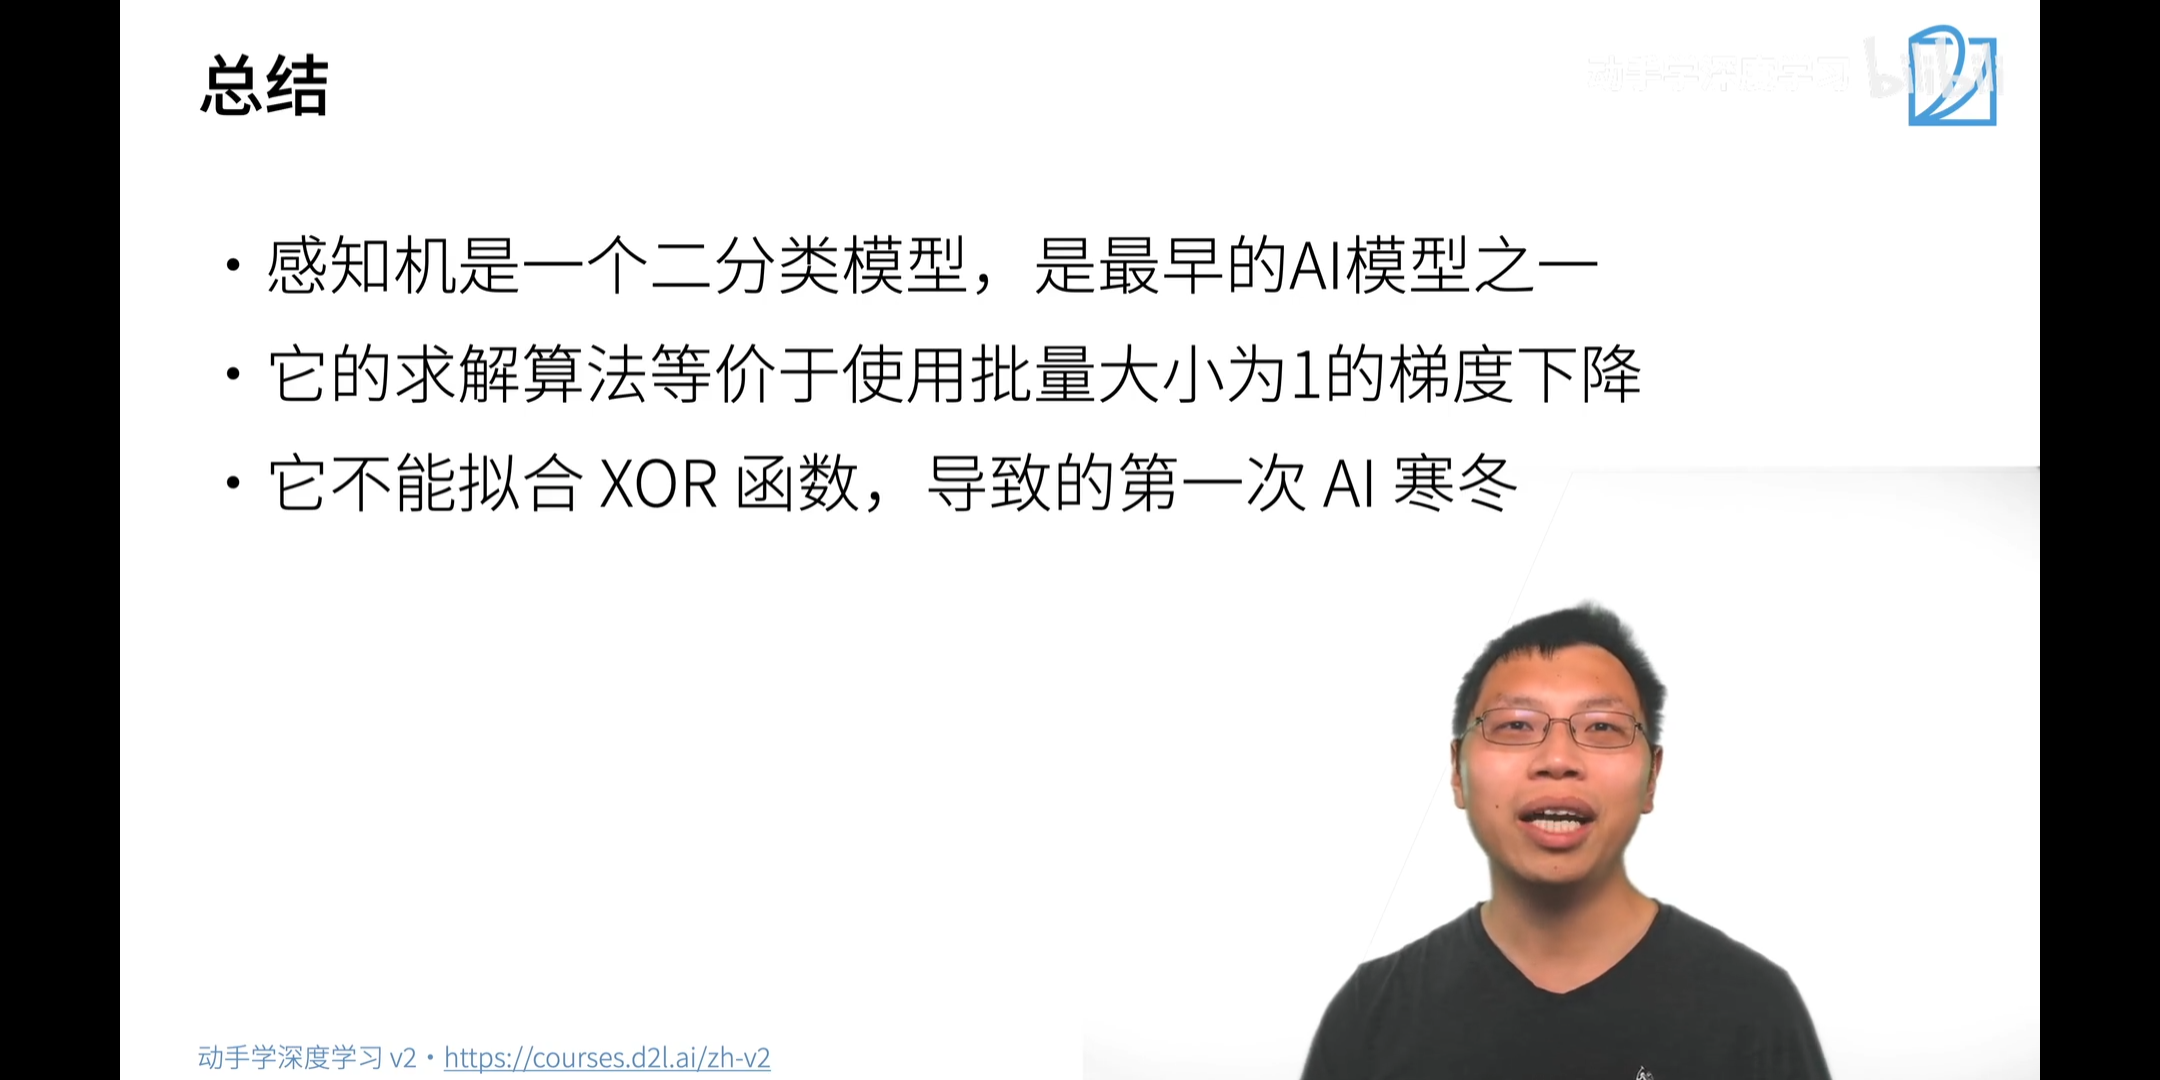 总结
动手学深度学习 bilibili
• 感知机是一个二分类模型，是最早的AI模型之一
• 它的求解算法等价于使用批量大小为1的梯度下降
• 它不能拟合 XOR 函数，导致的第一次 AI 寒冬
动手学深度学习 v2 • https://courses.d2l.ai/zh-v2